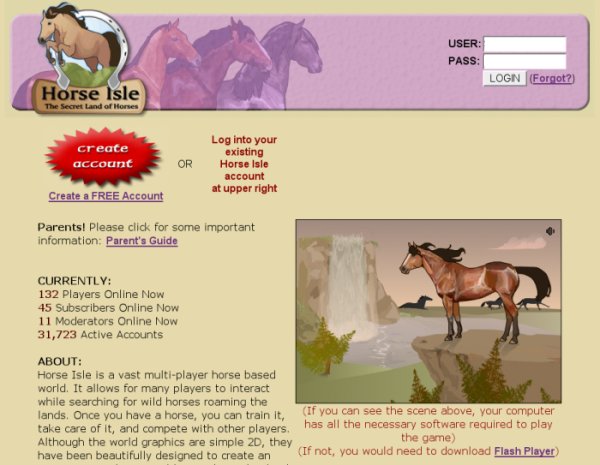 USER:
PASS:
LOGIN (Forgot?)
Horse Isle
The Secret Land of Horses
create
account
Create a FREE Account
OR
Log into your
existing
Horse Isle
account
at upper right
Parents! Please click for some important
information: Parent's Guide
CURRENTLY:
132 Players Online Now
45 Subscribers Online Now
11 Moderators Online Now
31,723 Active Accounts
ABOUT:
Horse Isle is a vast multi-player horse based
world. It allows for many players to interact
while searching for wild horses roaming the
lands. Once you have a horse, you can train it,
take care of it, and compete with other players.
Although the world graphics are simple 2D, they
have been beautifully designed to create an
(If you can see the scene above, your computer
has all the necessary software required to play
the game)
(If not, you would need to download Flash Player)